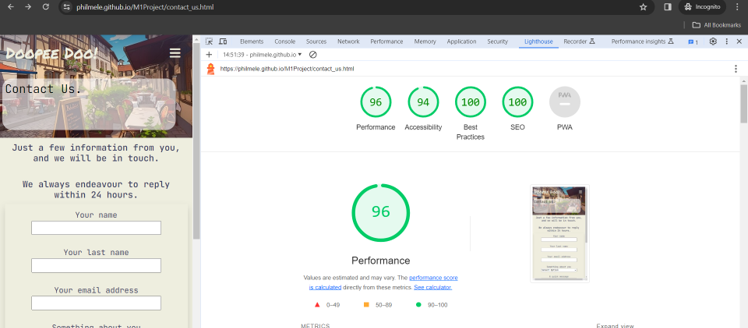 philmele.github.io/M1Project/contact_us.html
Incognito
All Bookmarks
Doopee Doo!
Contact Us.
Just a few information from you,
and we will be in touch.
We always endeavour to reply
within 24 hours.
Your name
Your last name
Your email address
Something about you
Elements Console Sources Network Performance Memory Application Security Lighthouse Recorder Performance insights 1
14:51:39 - philmele.github.io
https://philmele.github.io/M1Project/contact_us.html
96 94 100 100 PWA
Performance Accessibility Best Practices SEO PWA
96
Performance
Values are estimated and may vary. The performance score
is calculated directly from these metrics. See calculator.
0–49 50–89 90–100
METRICS Expand view